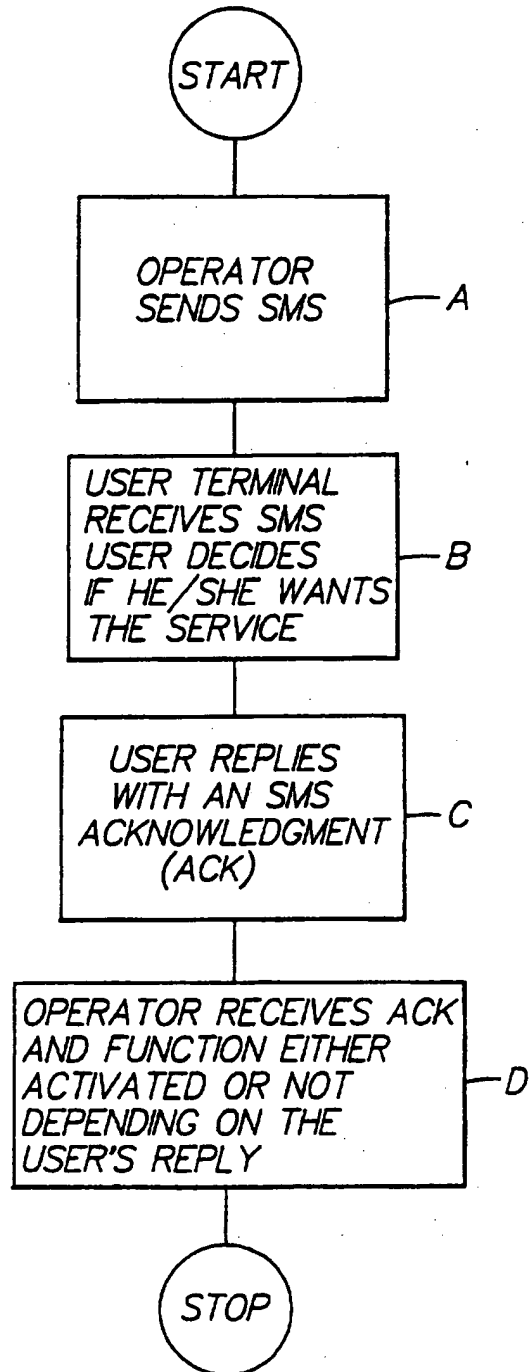 START
OPERATOR
SENDS SMS
A
USER TERMINAL
RECEIVES SMS
USER DECIDES
IF HE/SHE WANTS
THE SERVICE
B
USER REPLIES
WITH AN SMS
ACKNOWLEDGMENT
(ACK)
C
OPERATOR RECEIVES ACK
AND FUNCTION EITHER
ACTIVATED OR NOT
DEPENDING ON THE
USER'S REPLY
D
STOP